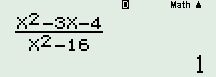 D Math ▲
x²-3x-4
x²-16
1